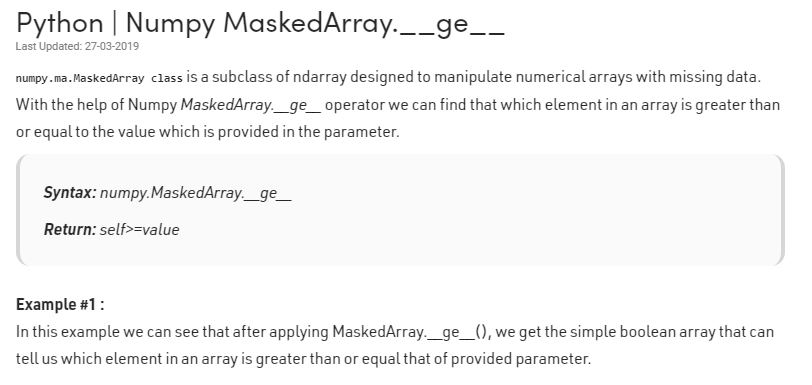 Python | Numpy MaskedArray.__ge__
Last Updated: 27-03-2019
numpy.ma.MaskedArray class is a subclass of ndarray designed to manipulate numerical arrays with missing data.
With the help of Numpy MaskedArray.__ge__ operator we can find that which element in an array is greater than
or equal to the value which is provided in the parameter.
Syntax: numpy.MaskedArray.__ge__
Return: self>=value
Example #1 :
In this example we can see that after applying MaskedArray.__ge__(), we get the simple boolean array that can
tell us which element in an array is greater than or equal that of provided parameter.